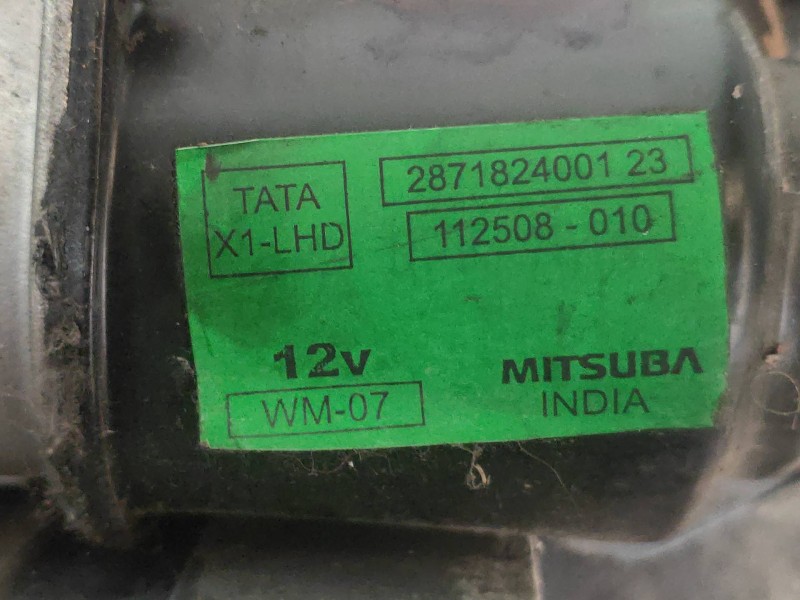 TATA
X1-LHD
2871824001 23
112508 - 010
12v
WM-07
MITSUBA
INDIA